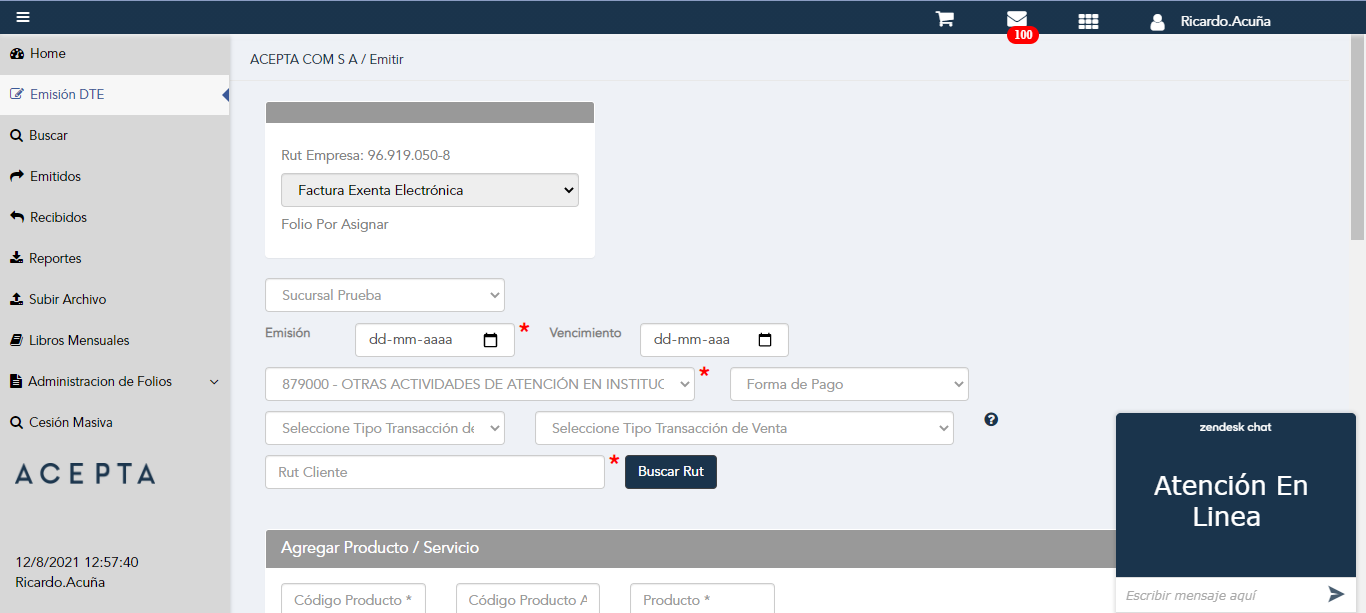 100
Ricardo.Acuña
Home
Emisión DTE
Buscar
Emitidos
Recibidos
Reportes
Subir Archivo
Libros Mensuales
Administracion de Folios
Cesión Masiva
ACEPTA
12/8/2021 12:57:40
Ricardo.Acuña
ACEPTA COM S A / Emitir
Rut Empresa: 96.919.050-8
Factura Exenta Electrónica
Folio Por Asignar
Sucursal Prueba
Emisión dd-mm-aaaa * Vencimiento dd-mm-aaa
879000 - OTRAS ACTIVIDADES DE ATENCIÓN EN INSTITUC * Forma de Pago
Seleccione Tipo Transacción de Seleccione Tipo Transacción de Venta ?
Rut Cliente * Buscar Rut
Agregar Producto / Servicio
Código Producto * Código Producto A Producto *
zendesk chat
Atención En
Linea
Escribir mensaje aquí